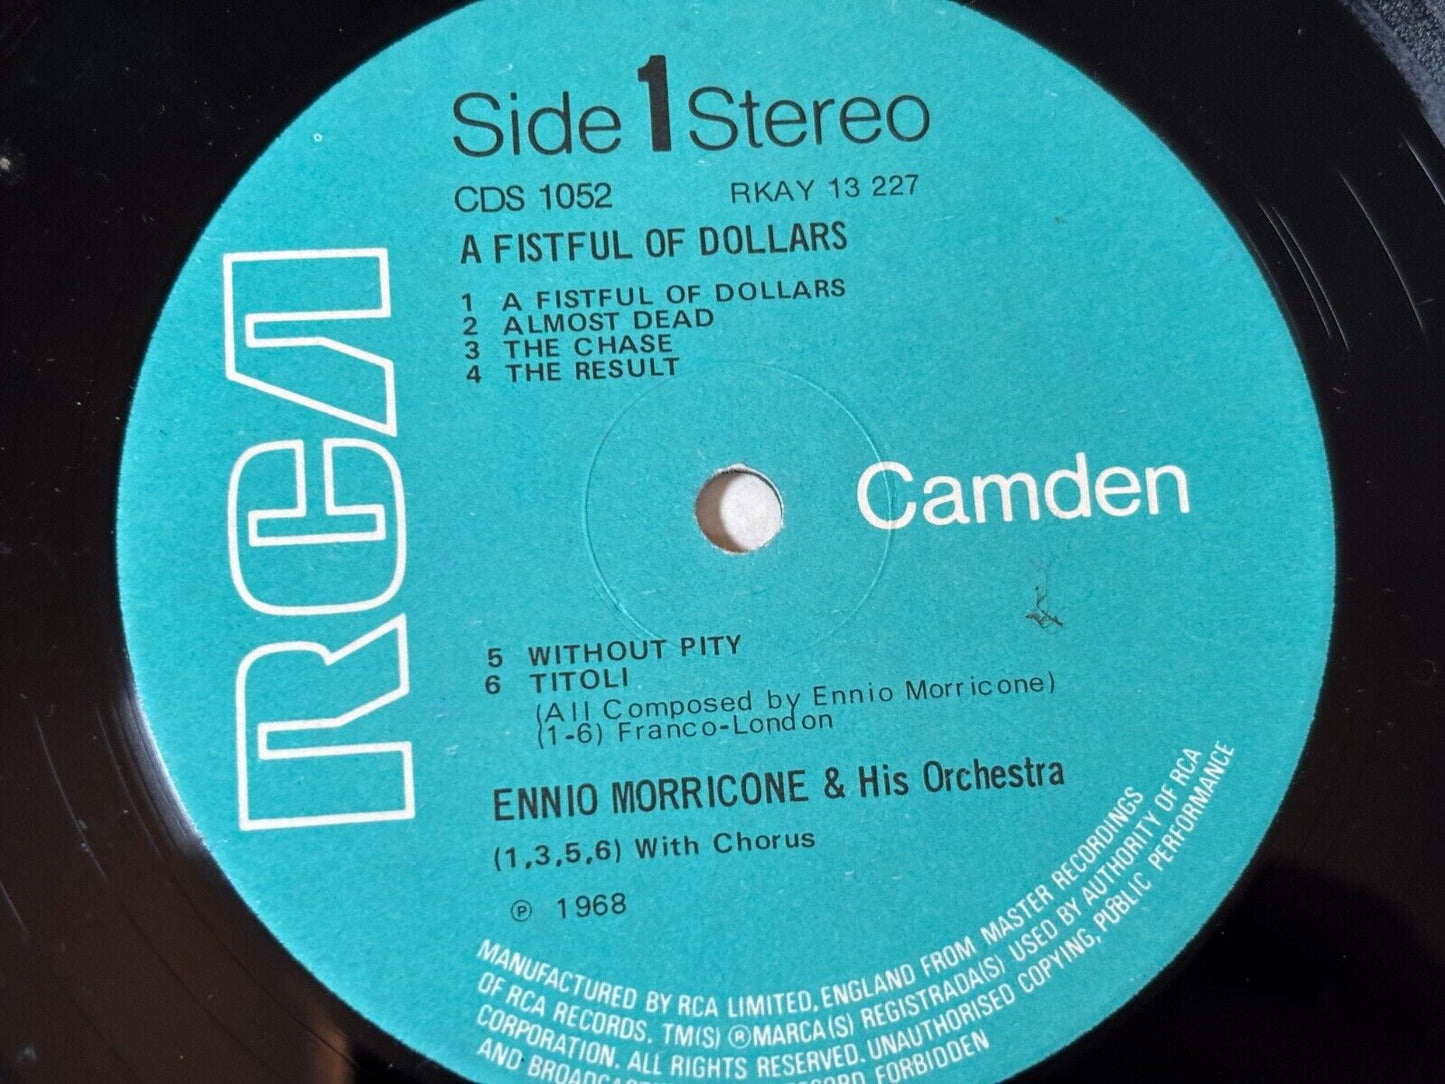 Side 1 Stereo
CDS 1052 RKAY 13 227
A FISTFUL OF DOLLARS
1 A FISTFUL OF DOLLARS
2 ALMOST DEAD
3 THE CHASE
4 THE RESULT
RCA
Camden
5 WITHOUT PITY
6 TITOLI
(All Composed by Ennio Morricone)
(1-6) Franco-London
ENNIO MORRICONE & His Orchestra
(1,3,5,6) With Chorus
℗ 1968
MANUFACTURED BY RCA LIMITED, ENGLAND FROM MASTER RECORDINGS
OF RCA RECORDS. TM(S) ®MARCA(S) REGISTRADA(S) USED BY AUTHORITY OF RCA
CORPORATION. ALL RIGHTS RESERVED. UNAUTHORISED COPYING, PUBLIC PERFORMANCE
AND FORBIDDEN